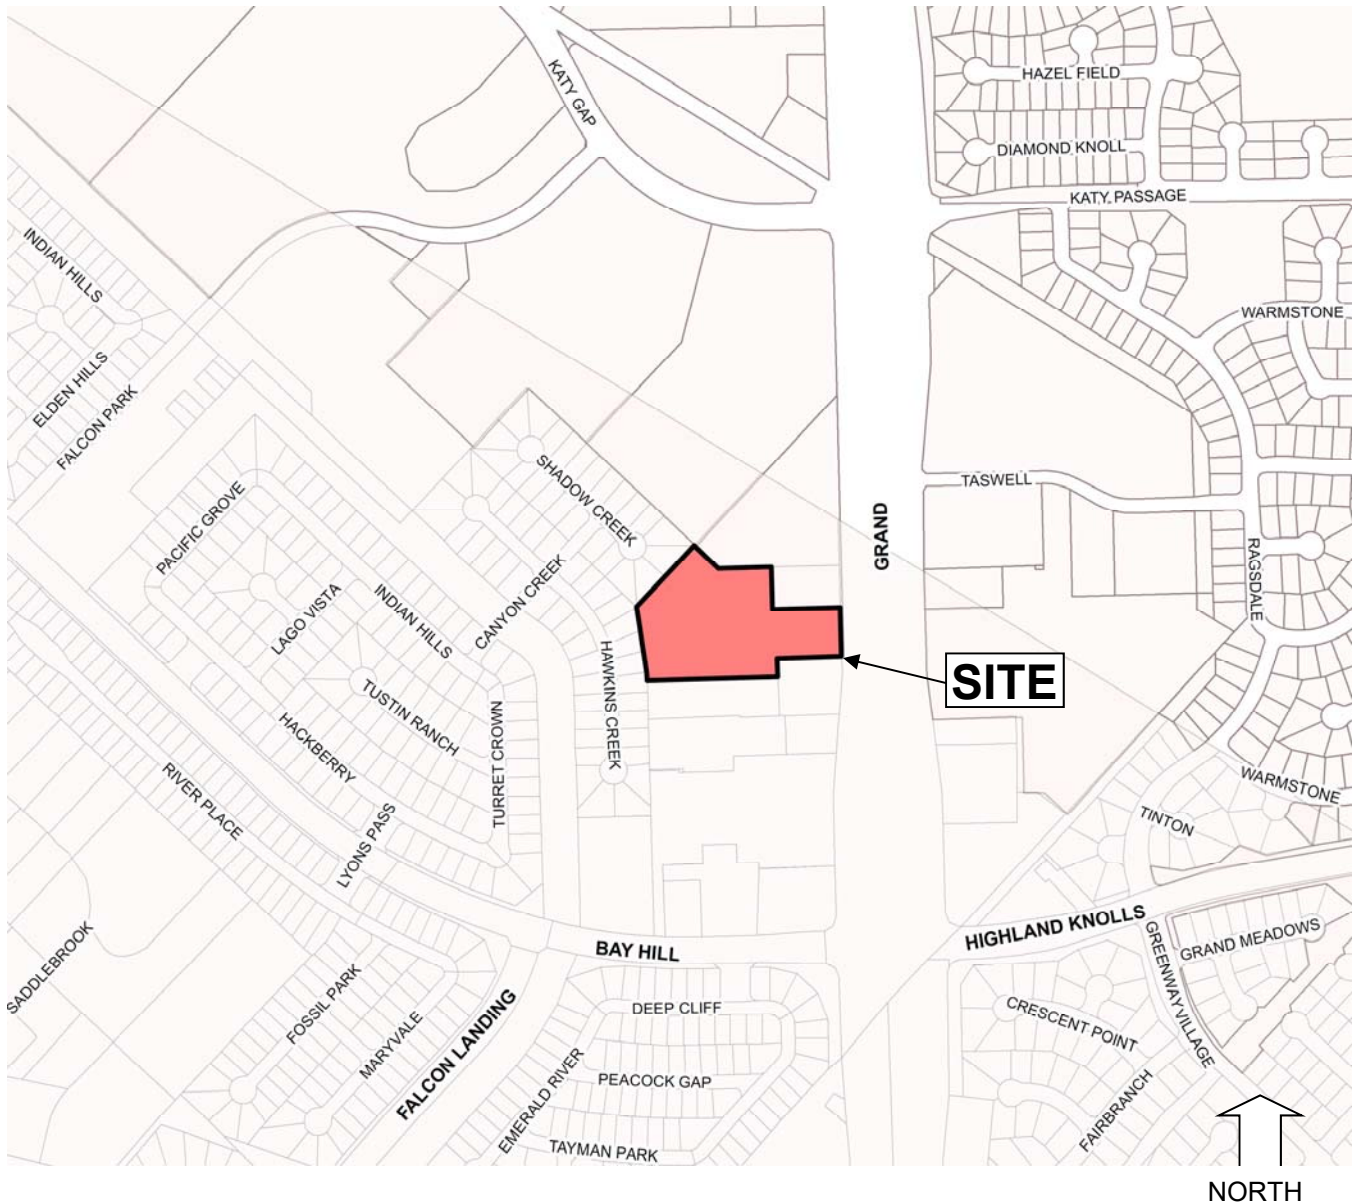 KATY GAP
HAZEL FIELD
DIAMOND KNOLL
KATY PASSAGE
INDIAN HILLS
WARMSTONE
ELDEN HILLS
FALCON PARK
SHADOW CREEK
PACIFIC GROVE
GRAND
TASWELL
RAGSDALE
CANYON CREEK
LAGO VISTA
INDIAN HILLS
HAWKINS CREEK
SITE
TUSTIN RANCH
TURRET CROWN
HACKBERRY
RIVER PLACE
LYONS PASS
WARMSTONE
TINTON
HIGHLAND KNOLLS
GRAND MEADOWS
GREENWAY VILLAGE
BAY HILL
SADDLEBROOK
FOSSIL PARK
MARYVALE
FALCON LANDING
DEEP CLIFF
CRESCENT POINT
EMERALD RIVER
PEACOCK GAP
FAIRBRANCH
TAYMAN PARK
NORTH